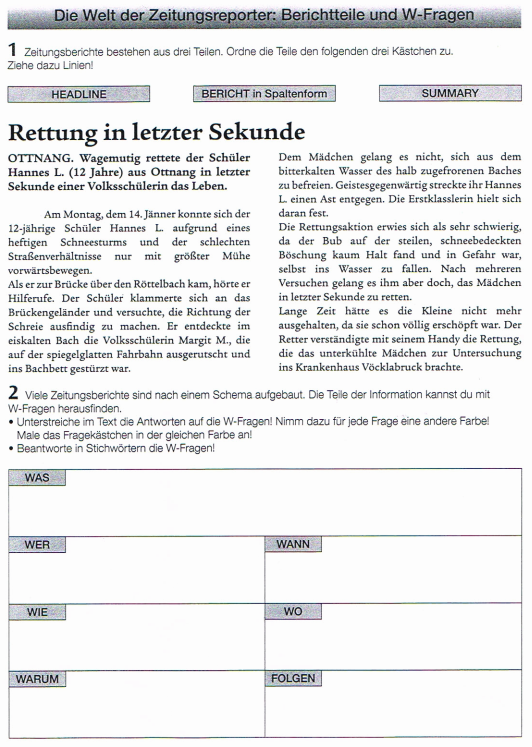 Die Welt der Zeitungsreporter: Berichtteile und W-Fragen
1 Zeitungsberichte bestehen aus drei Teilen. Ordne die Teile den folgenden drei Kästchen zu.
Ziehe dazu Linien!
HEADLINE
BERICHT in Spaltenform
SUMMARY
Rettung in letzter Sekunde
OTTNANG. Wagemutig rettete der Schüler
Hannes L. (12 Jahre) aus Ottnang in letzter
Sekunde einer Volksschülerin das Leben.
Am Montag, dem 14. Jänner konnte sich der
12-jährige Schüler Hannes L. aufgrund eines
heftigen Schneesturms und der schlechten
Straßenverhältnisse nur mit größter Mühe
vorwärtsbewegen.
Als er zur Brücke über den Röttelbach kam, hörte er
Hilferufe. Der Schüler klammerte sich an das
Brückengeländer und versuchte, die Richtung der
Schreie ausfindig zu machen. Er entdeckte im
eiskalten Bach die Volksschülerin Margit M., die
auf der spiegelglatten Fahrbahn ausgerutscht und
ins Bachbett gestürzt war.
Dem Mädchen gelang es nicht, sich aus dem
bitterkalten Wasser des halb zugefrorenen Baches
zu befreien. Geistesgegenwärtig streckte ihr Hannes
L. einen Ast entgegen. Die Erstklasslerin hielt sich
daran fest.
Die Rettungsaktion erwies sich als sehr schwierig,
da der Bub auf der steilen, schneebedeckten
Böschung kaum Halt fand und in Gefahr war,
selbst ins Wasser zu fallen. Nach mehreren
Versuchen gelang es ihm aber doch, das Mädchen
in letzter Sekunde zu retten.
Lange Zeit hätte es die Kleine nicht mehr
ausgehalten, da sie schon völlig erschöpft war. Der
Retter verständigte mit seinem Handy die Rettung,
die das unterkühlte Mädchen zur Untersuchung
ins Krankenhaus Vöcklabruck brachte.
2 Viele Zeitungsberichte sind nach einem Schema aufgebaut. Die Teile der Information kannst du mit
W-Fragen herausfinden.
• Unterstreiche im Text die Antworten auf die W-Fragen! Nimm dazu für jede Frage eine andere Farbe!
Male das Fragekästchen in der gleichen Farbe an!
• Beantworte in Stichwörtern die W-Fragen!
WAS
WER
WANN
WIE
WO
WARUM
FOLGEN